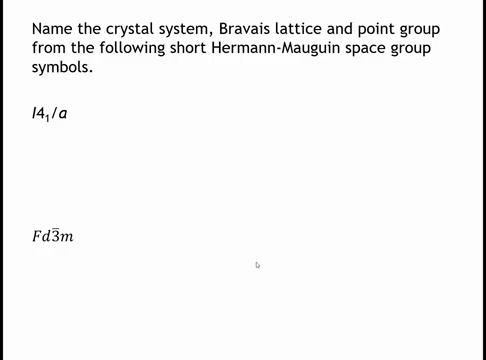 Name the crystal system, Bravais lattice and point group
from the following short Hermann-Mauguin space group
symbols.
I4₁/a
Fd3̅m